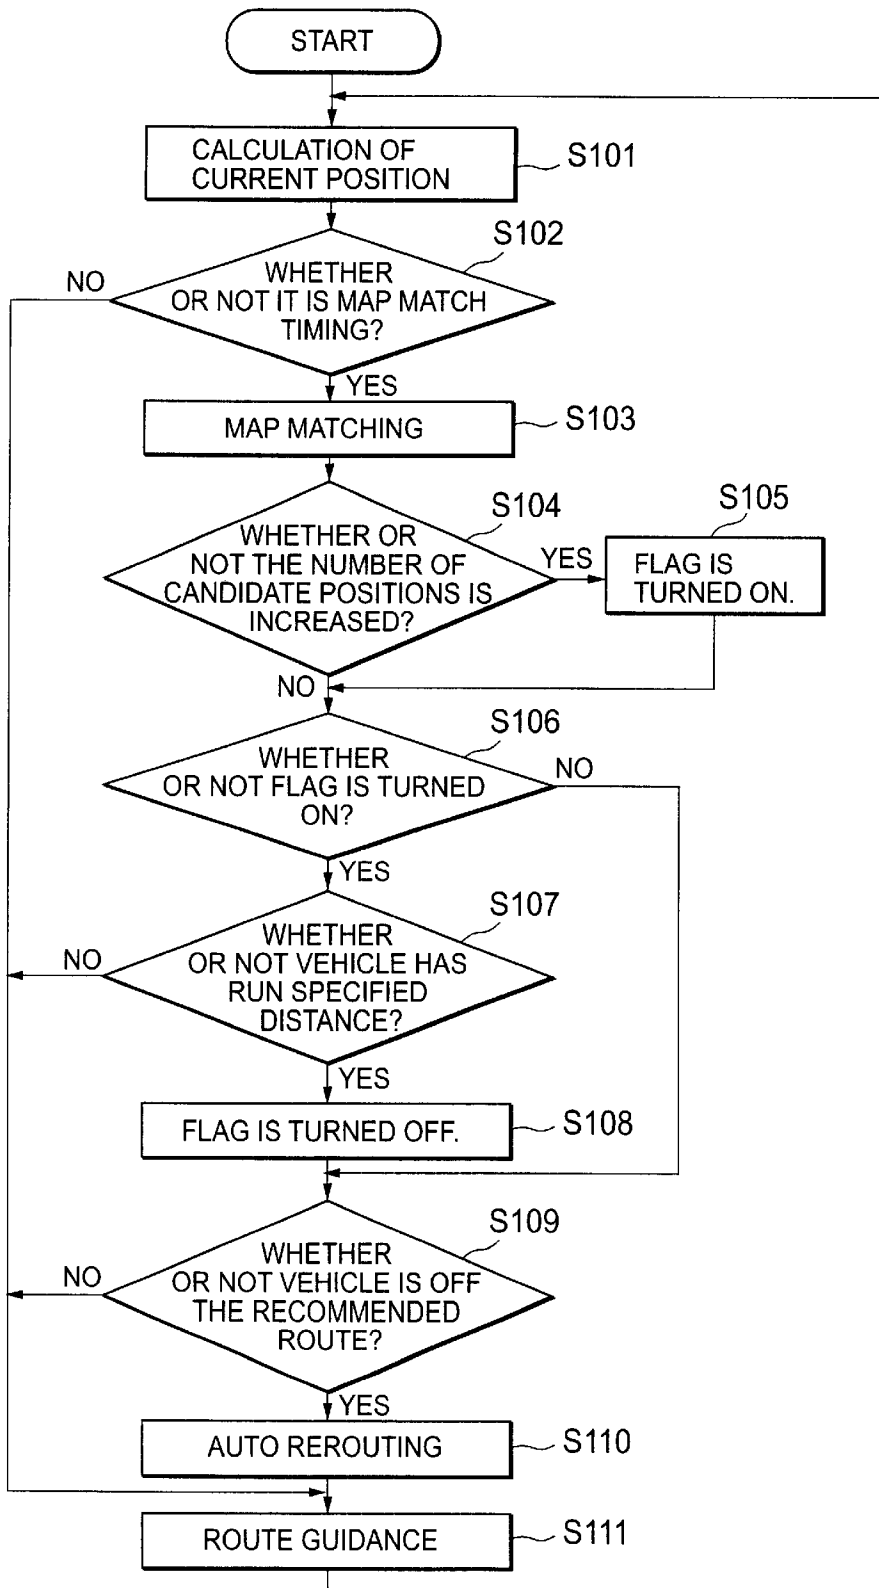 START
CALCULATION OF
CURRENT POSITION
S101
S102
NO
WHETHER
OR NOT IT IS MAP MATCH
TIMING?
YES
MAP MATCHING
S103
S104
WHETHER OR
NOT THE NUMBER OF
CANDIDATE POSITIONS IS
INCREASED?
YES
S105
FLAG IS
TURNED ON.
NO
S106
WHETHER
OR NOT FLAG IS TURNED
ON?
NO
YES
S107
WHETHER
OR NOT VEHICLE HAS
RUN SPECIFIED
DISTANCE?
NO
YES
FLAG IS TURNED OFF.
S108
S109
WHETHER
OR NOT VEHICLE IS OFF
THE RECOMMENDED
ROUTE?
NO
YES
AUTO REROUTING
S110
ROUTE GUIDANCE
S111